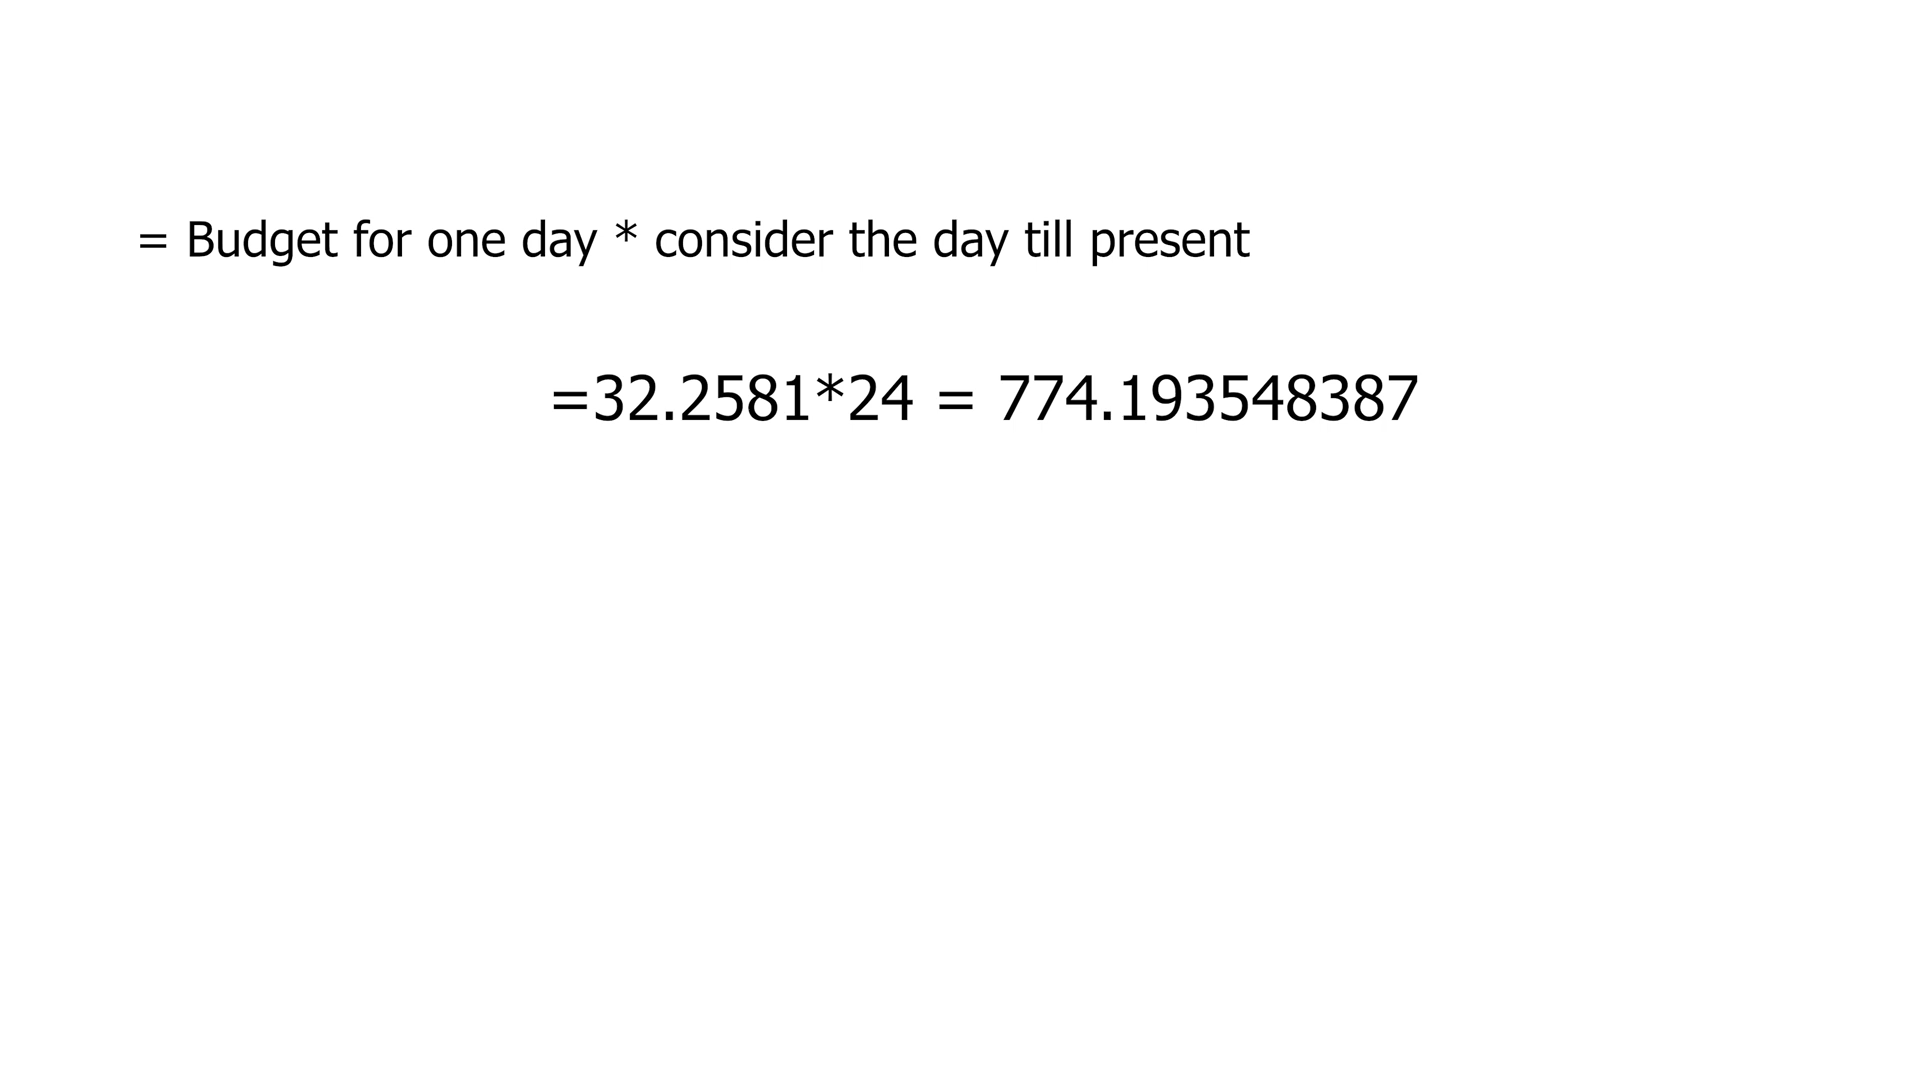 = Budget for one day * consider the day till present
=32.2581*24 = 774.193548387